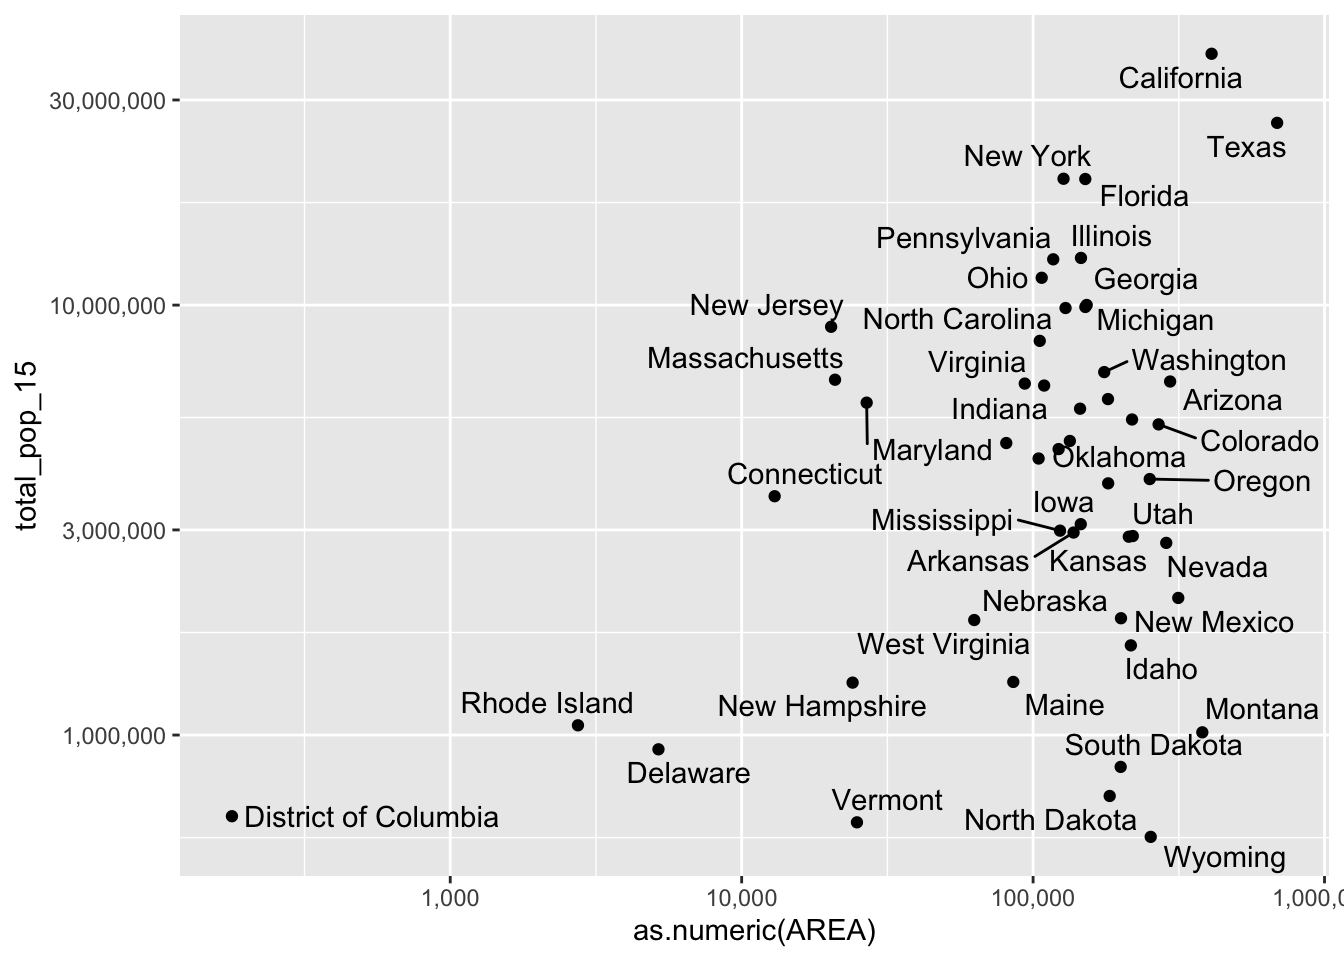 California
30,000,000
Texas
New York
Florida
Pennsylvania
Illinois
Ohio
Georgia
10,000,000
New Jersey
North Carolina
Michigan
Massachusetts
Virginia
Washington
Indiana
Arizona
Colorado
Maryland
Oklahoma
Connecticut
Oregon
Iowa
Mississippi
Utah
3,000,000
Arkansas
Kansas
Nevada
Nebraska
New Mexico
West Virginia
Idaho
Rhode Island
New Hampshire
Maine
Montana
1,000,000
South Dakota
Delaware
Vermont
District of Columbia
North Dakota
Wyoming
total_pop_15
1,000
10,000
100,000
1,000,0
as.numeric(AREA)